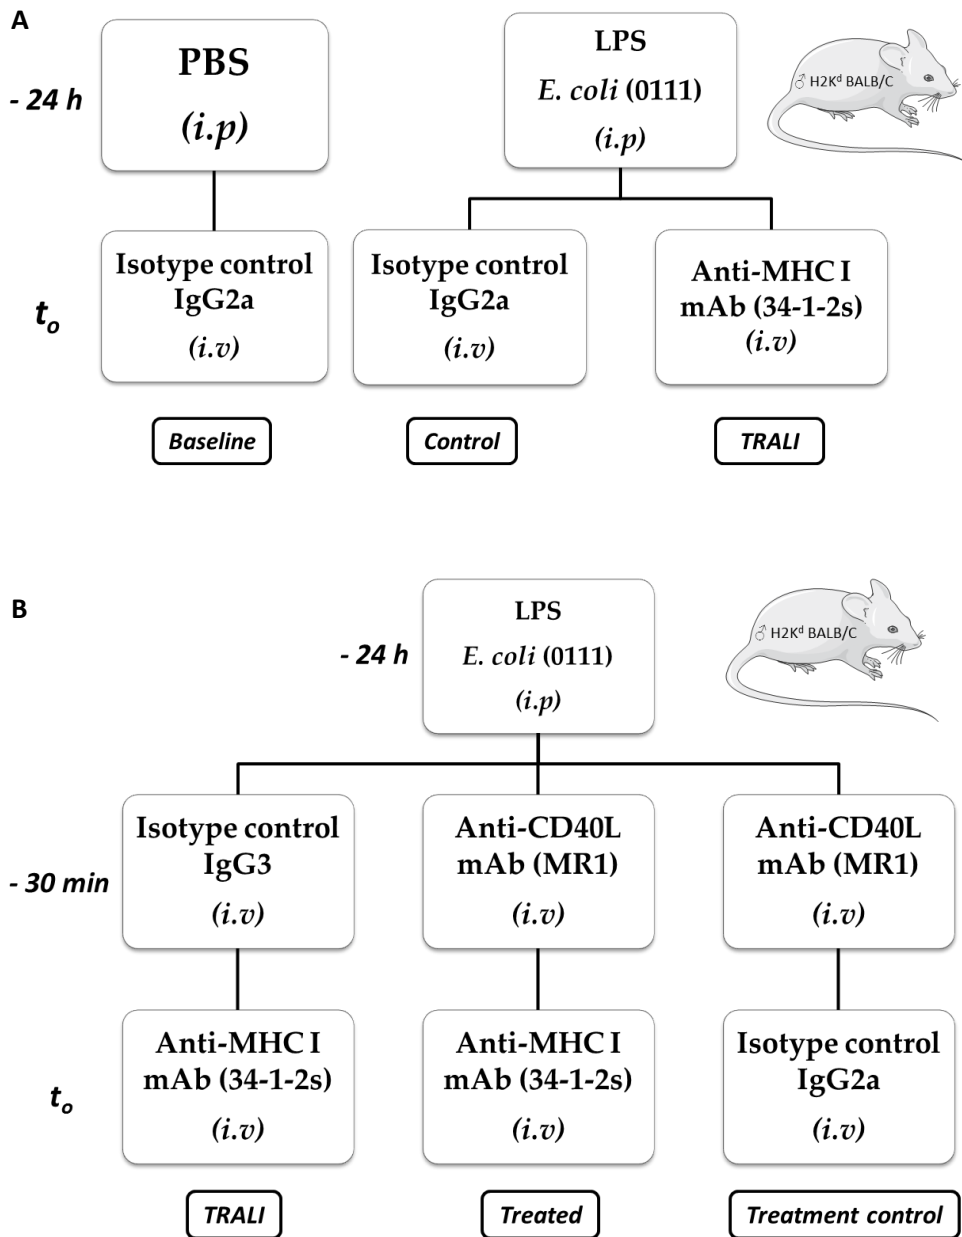 A
PBS
(i.p)
LPS
E. coli (0111)
(i.p)
♂ H2Kᵈ BALB/C
- 24 h
Isotype control
IgG2a
(i.v)
Isotype control
IgG2a
(i.v)
Anti-MHC I
mAb (34-1-2s)
(i.v)
tₒ
Baseline
Control
TRALI
B
LPS
E. coli (0111)
(i.p)
♂ H2Kᵈ BALB/C
- 24 h
Isotype control
IgG3
(i.v)
Anti-CD40L
mAb (MR1)
(i.v)
Anti-CD40L
mAb (MR1)
(i.v)
- 30 min
Anti-MHC I
mAb (34-1-2s)
(i.v)
Anti-MHC I
mAb (34-1-2s)
(i.v)
Isotype control
IgG2a
(i.v)
tₒ
TRALI
Treated
Treatment control